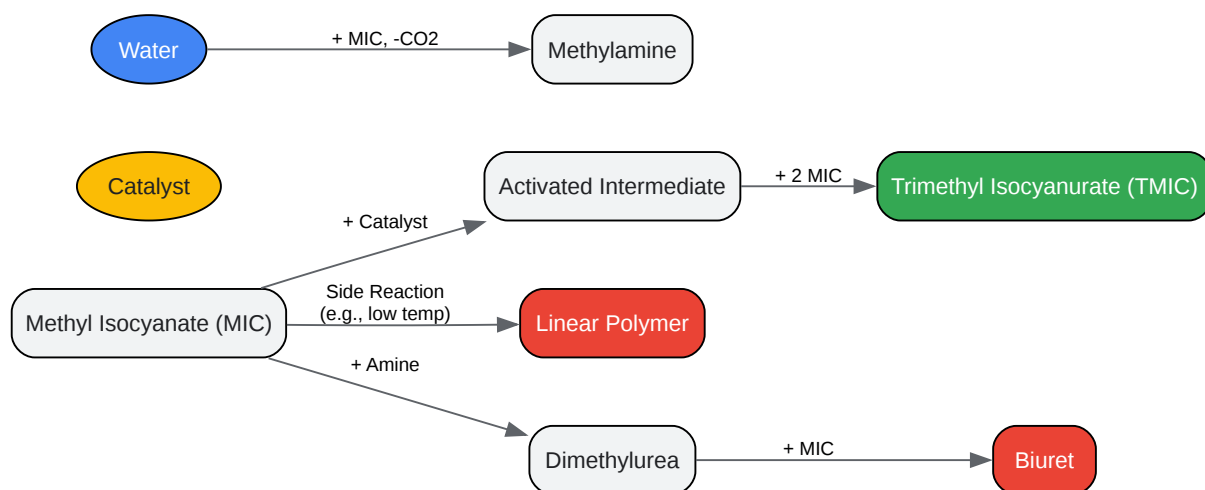 Water
+ MIC, -CO2
Methylamine
Catalyst
Activated Intermediate
+ 2 MIC
Trimethyl Isocyanurate (TMIC)
+ Catalyst
Methyl Isocyanate (MIC)
Side Reaction
(e.g., low temp)
Linear Polymer
+ Amine
Dimethylurea
+ MIC
Biuret